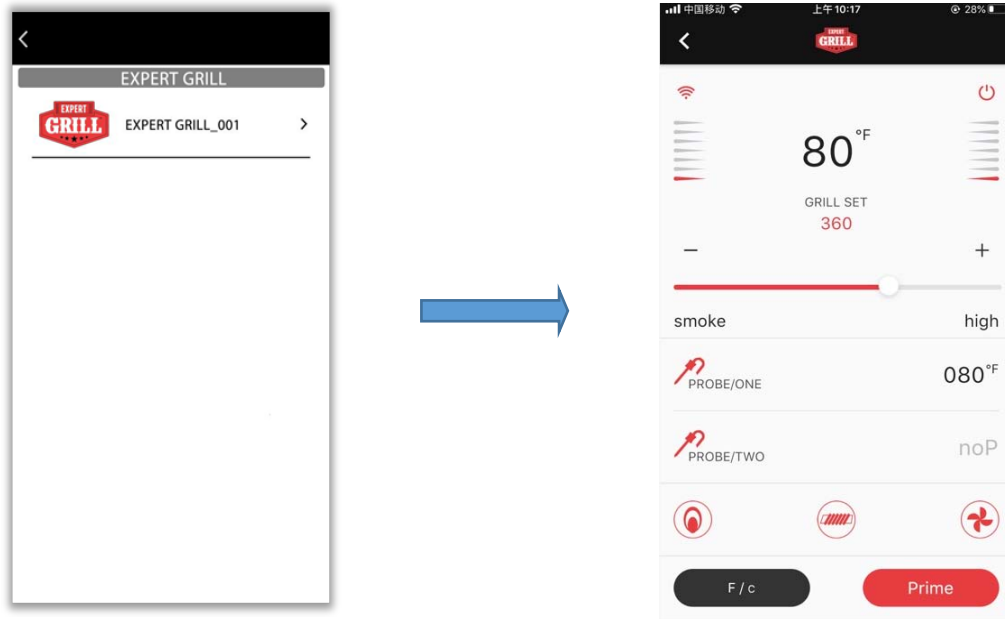 EXPERT GRILL
EXPERT
GRILL
EXPERT GRILL_001
中国移动
上午10:17
28%
EXPERT
GRILL
80°F
GRILL SET
360
smoke
high
PROBE/ONE
080°F
PROBE/TWO
noP
F / c
Prime